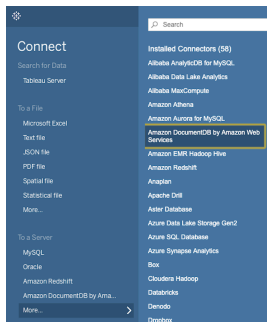 Connect
Search for Data
Tableau Server
To a File
Microsoft Excel
Text file
JSON file
PDF file
Spatial file
Statistical file
More...
To a Server
MySQL
Oracle
Amazon Redshift
Amazon DocumentDB by Ama...
More...
Search
Installed Connectors (58)
Alibaba AnalyticDB for MySQL
Alibaba Data Lake Analytics
Alibaba MaxCompute
Amazon Athena
Amazon Aurora for MySQL
Amazon DocumentDB by Amazon Web
Services
Amazon EMR Hadoop Hive
Amazon Redshift
Anaplan
Apache Drill
Aster Database
Azure Data Lake Storage Gen2
Azure SQL Database
Azure Synapse Analytics
Box
Cloudera Hadoop
Databricks
Denodo
Dropbox